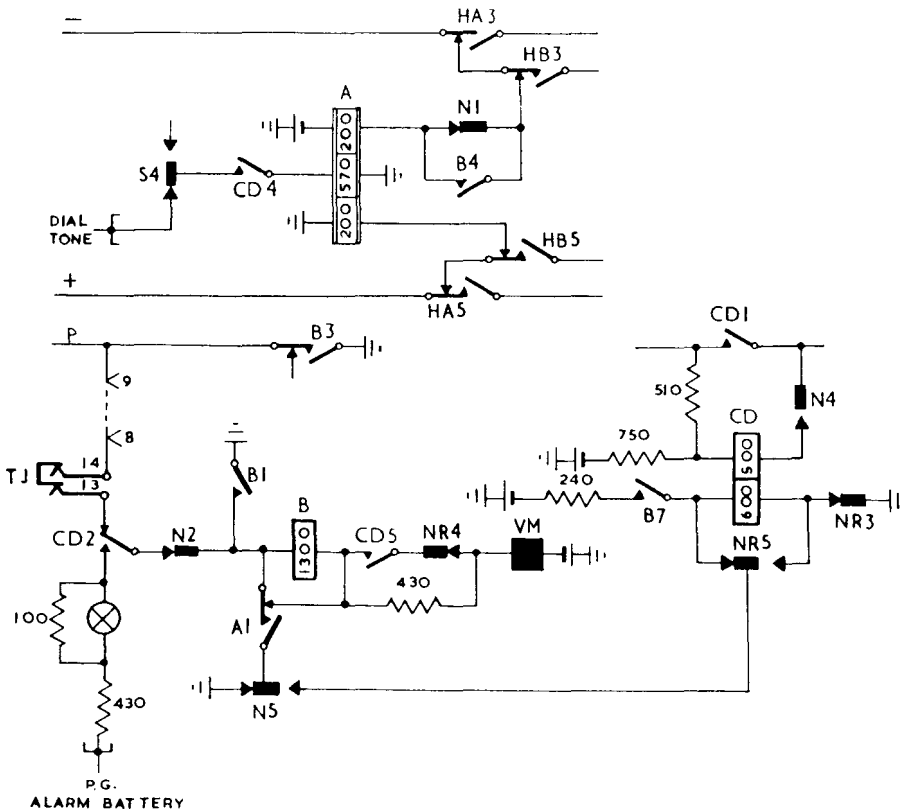 −
HA3
HB3
A
200
N1
S4
CD4
570
B4
DIAL
TONE
200
HB5
+
HA5
P
B3
CD1
9
510
N4
8
750
CD
TJ
14
13
B1
240
500
B
CD5
NR4
VM
B7
600
NR3
CD2
N2
1300
NR5
430
100
A1
430
N5
P.G.
ALARM BATTERY